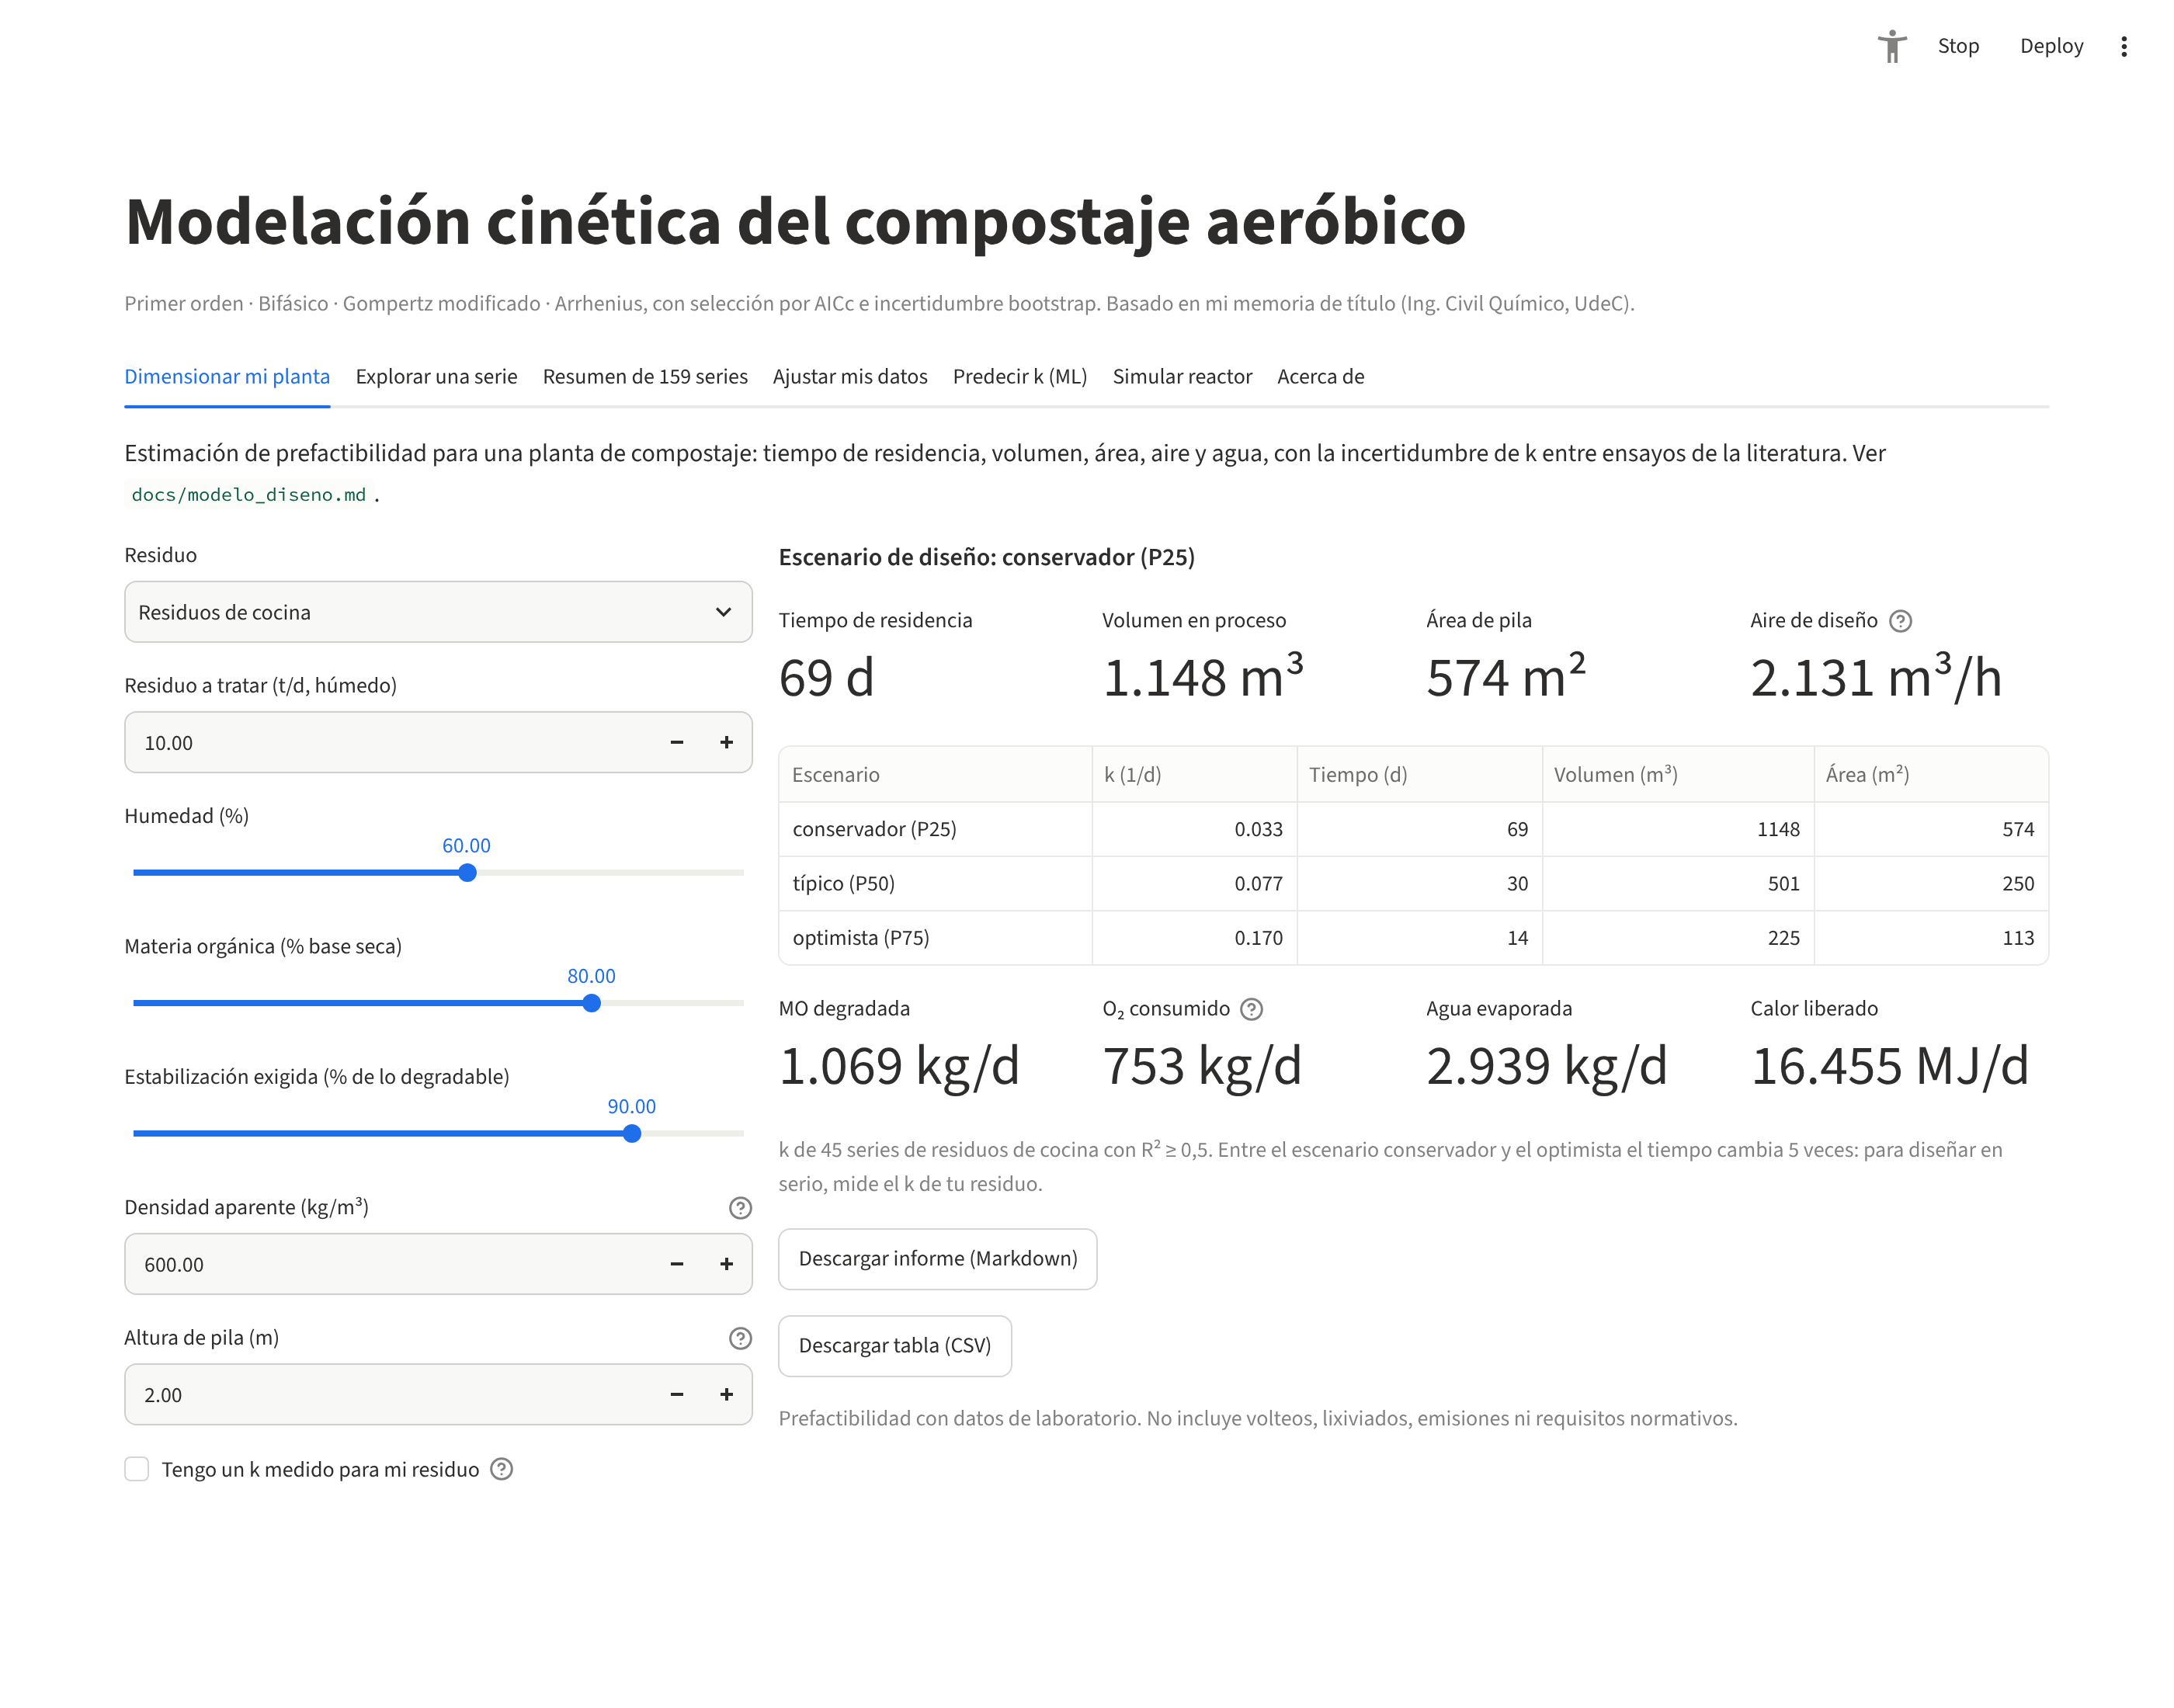 Stop Deploy
Modelación cinética del compostaje aeróbico
Primer orden · Bifásico · Gompertz modificado · Arrhenius, con selección por AICc e incertidumbre bootstrap. Basado en mi memoria de título (Ing. Civil Químico, UdeC).
Dimensionar mi planta Explorar una serie Resumen de 159 series Ajustar mis datos Predecir k (ML) Simular reactor Acerca de
Estimación de prefactibilidad para una planta de compostaje: tiempo de residencia, volumen, área, aire y agua, con la incertidumbre de k entre ensayos de la literatura. Ver
docs/modelo_diseno.md .
Residuo
Residuos de cocina
Residuo a tratar (t/d, húmedo)
10.00 − +
Humedad (%)
60.00
Materia orgánica (% base seca)
80.00
Estabilización exigida (% de lo degradable)
90.00
Densidad aparente (kg/m³) ?
600.00 − +
Altura de pila (m) ?
2.00 − +
Tengo un k medido para mi residuo ?
Escenario de diseño: conservador (P25)
Tiempo de residencia Volumen en proceso Área de pila Aire de diseño ?
69 d 1.148 m³ 574 m² 2.131 m³/h
Escenario k (1/d) Tiempo (d) Volumen (m³) Área (m²)
conservador (P25) 0.033 69 1148 574
típico (P50) 0.077 30 501 250
optimista (P75) 0.170 14 225 113
MO degradada O₂ consumido ? Agua evaporada Calor liberado
1.069 kg/d 753 kg/d 2.939 kg/d 16.455 MJ/d
k de 45 series de residuos de cocina con R² ≥ 0,5. Entre el escenario conservador y el optimista el tiempo cambia 5 veces: para diseñar en
serio, mide el k de tu residuo.
Descargar informe (Markdown)
Descargar tabla (CSV)
Prefactibilidad con datos de laboratorio. No incluye volteos, lixiviados, emisiones ni requisitos normativos.